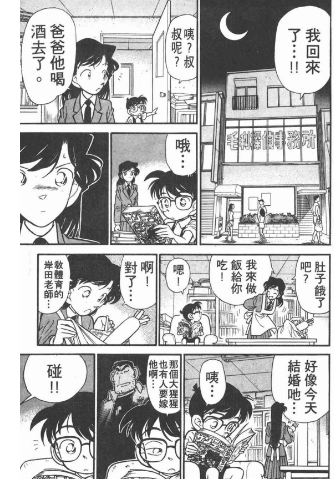 我回來
了…!!
毛利偵探事務所
咦?叔
叔呢?
爸爸他喝
酒去了。
哦…
肚子餓了
吧?
我來做
飯給你
吃!
嗯!
啊!
對了…
教體育的
岸田老師…
好像今天
結婚吔…
咦…
那個大猩猩
也有人要嫁
他啊…
碰!!